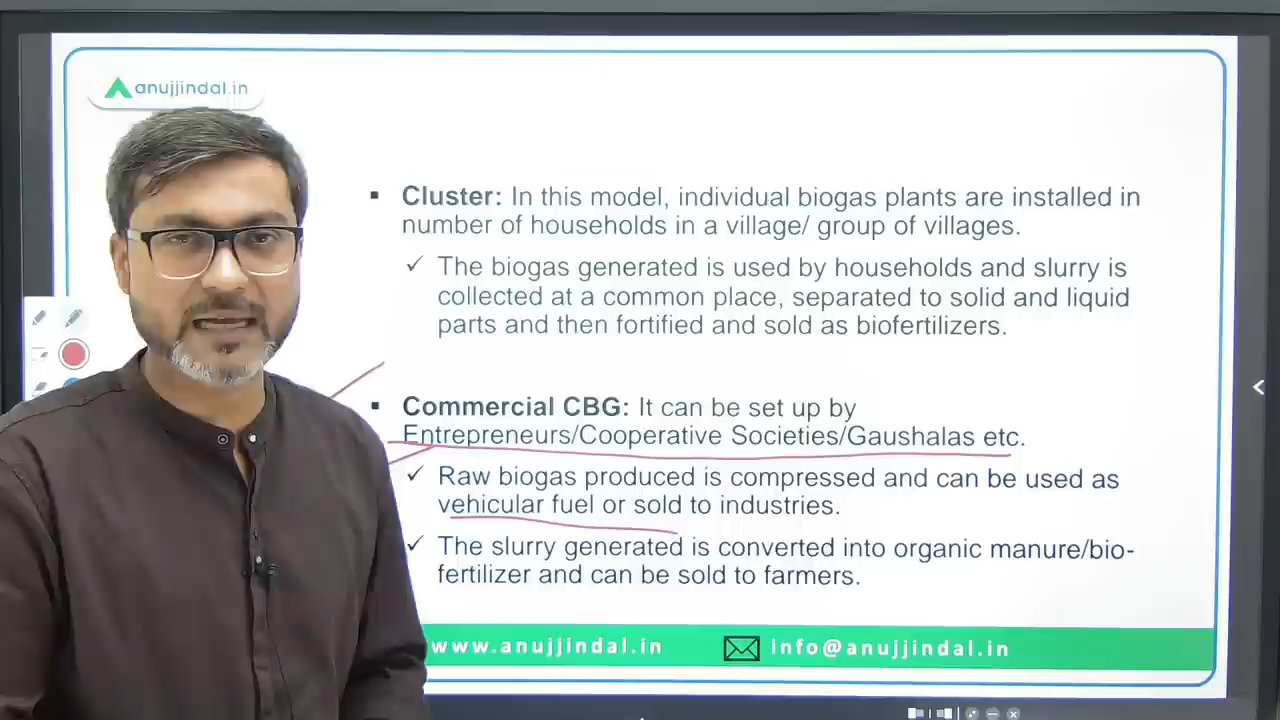 anujjindal.in
▪ Cluster: In this model, individual biogas plants are installed in
number of households in a village/ group of villages.
✓ The biogas generated is used by households and slurry is
collected at a common place, separated to solid and liquid
parts and then fortified and sold as biofertilizers.
▪ Commercial CBG: It can be set up by
Entrepreneurs/Cooperative Societies/Gaushalas etc.
✓ Raw biogas produced is compressed and can be used as
vehicular fuel or sold to industries.
✓ The slurry generated is converted into organic manure/bio-
fertilizer and can be sold to farmers.
www.anujjindal.in info@anujjindal.in